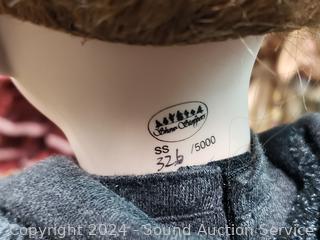 Show Stoppers
SS
326 /5000
Copyright 2024 - Sound Auction Service